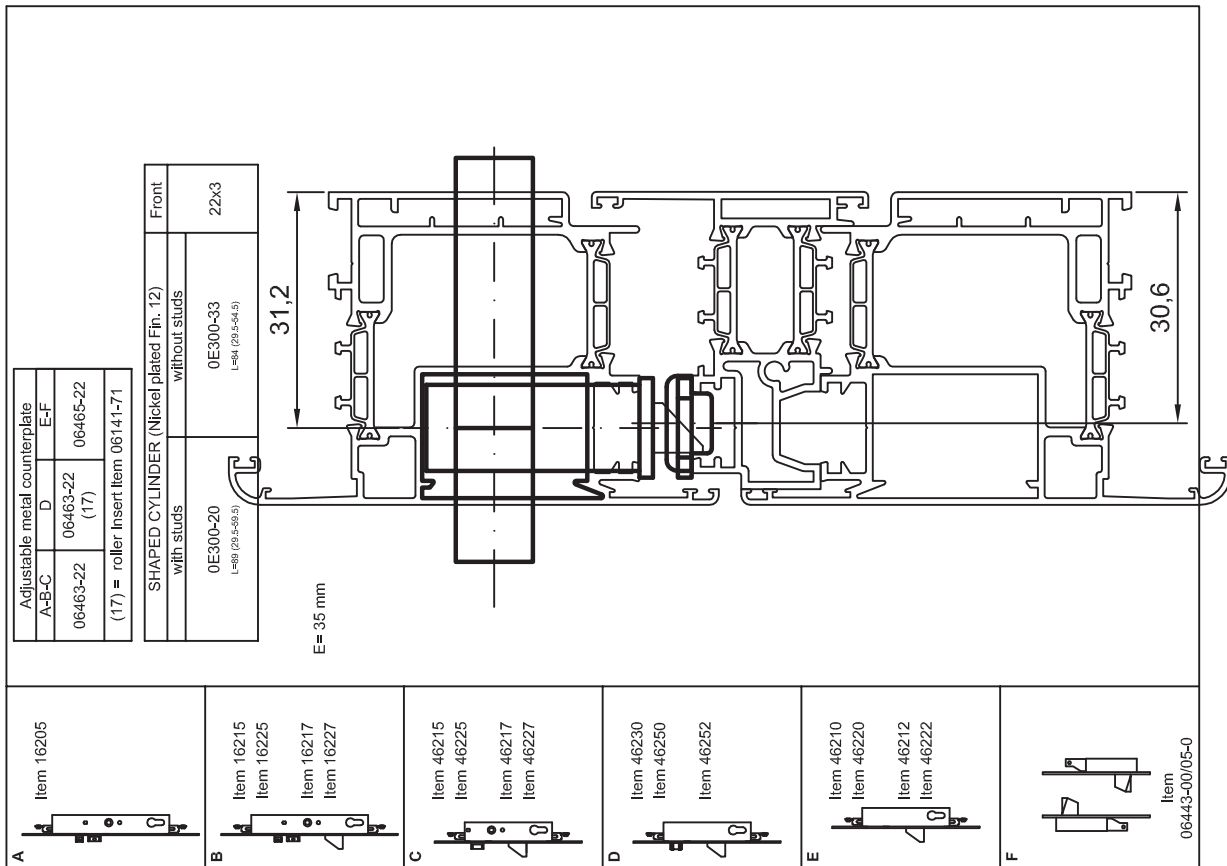 Adjustable metal counterplate
A-B-C
D
E-F
06463-22
06463-22
(17)
06465-22
(17) = roller Insert Item 06141-71
SHAPED CYLINDER (Nickel plated Fin. 12)
Front
with studs
without studs
0E300-20
L=89 (29.5-59.5)
0E300-33
L=84 (29.5-54.5)
22x3
E= 35 mm
31,2
30,6
A
Item 16205
B
Item 16215
Item 16225
Item 16217
Item 16227
C
Item 46215
Item 46225
Item 46217
Item 46227
D
Item 46230
Item 46250
Item 46252
E
Item 46210
Item 46220
Item 46212
Item 46222
F
Item
06443-00/05-0